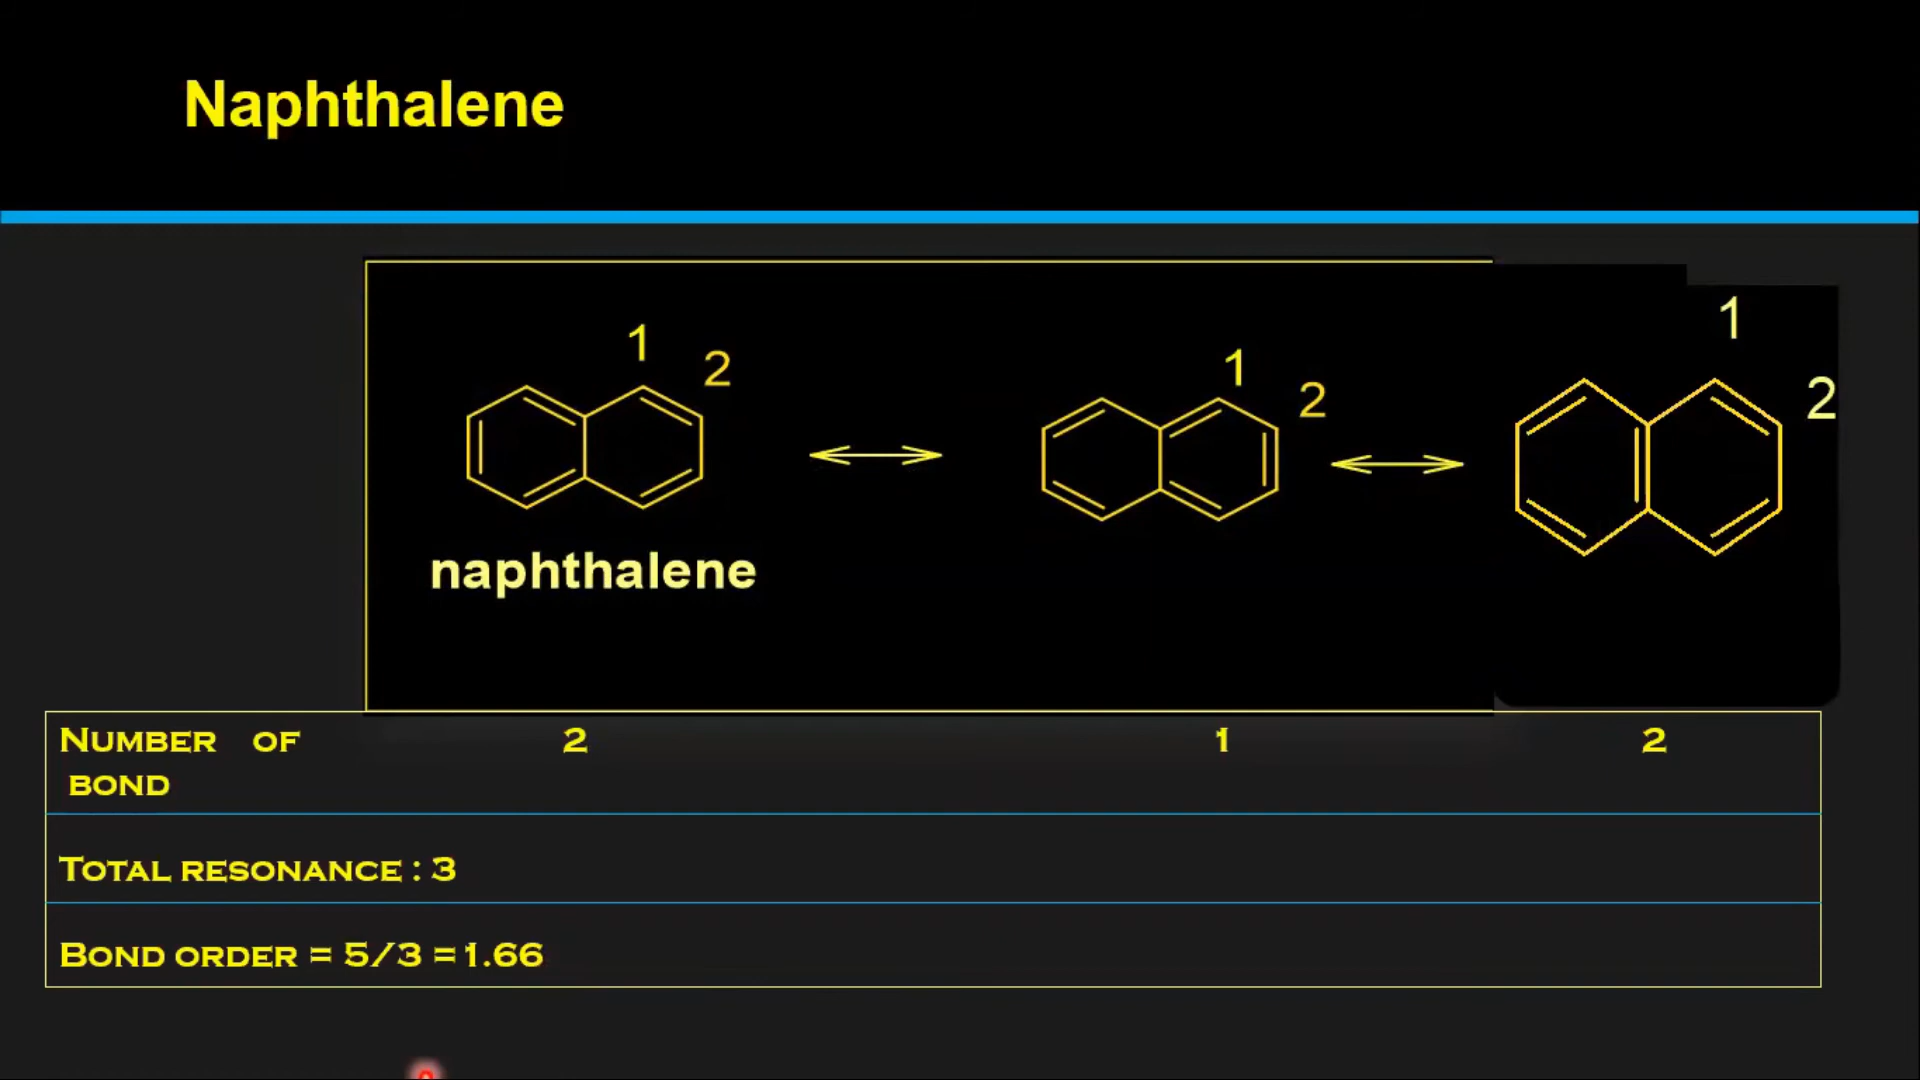 Naphthalene
1 2
1 2
1
2
naphthalene
NUMBER OF 2 1 2
BOND
TOTAL RESONANCE : 3
BOND ORDER = 5/3 =1.66